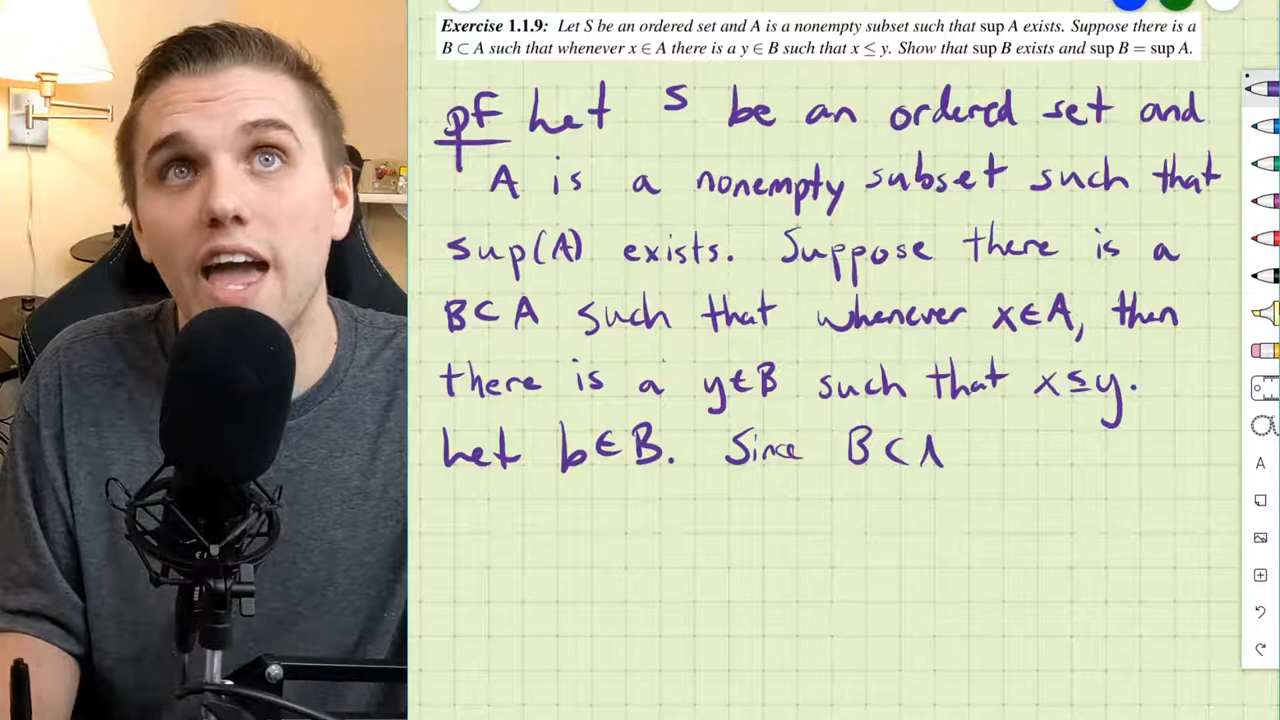 Exercise 1.1.9: Let S be an ordered set and A is a nonempty subset such that sup A exists. Suppose there is a
B ⊂ A such that whenever x ∈ A there is a y ∈ B such that x ≤ y. Show that sup B exists and sup B = sup A.
pf Let S be an ordered set and
A is a nonempty subset such that
sup(A) exists. Suppose there is a
B⊂A such that whenever x∈A, then
there is a y∈B such that x≤y.
Let b∈B. Since B⊂A
A